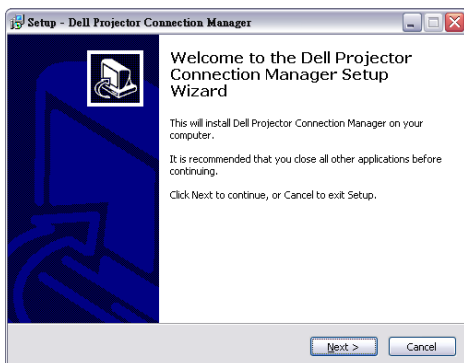 Setup - Dell Projector Connection Manager
Welcome to the Dell Projector
Connection Manager Setup
Wizard
This will install Dell Projector Connection Manager on your
computer.
It is recommended that you close all other applications before
continuing.
Click Next to continue, or Cancel to exit Setup.
Next > Cancel